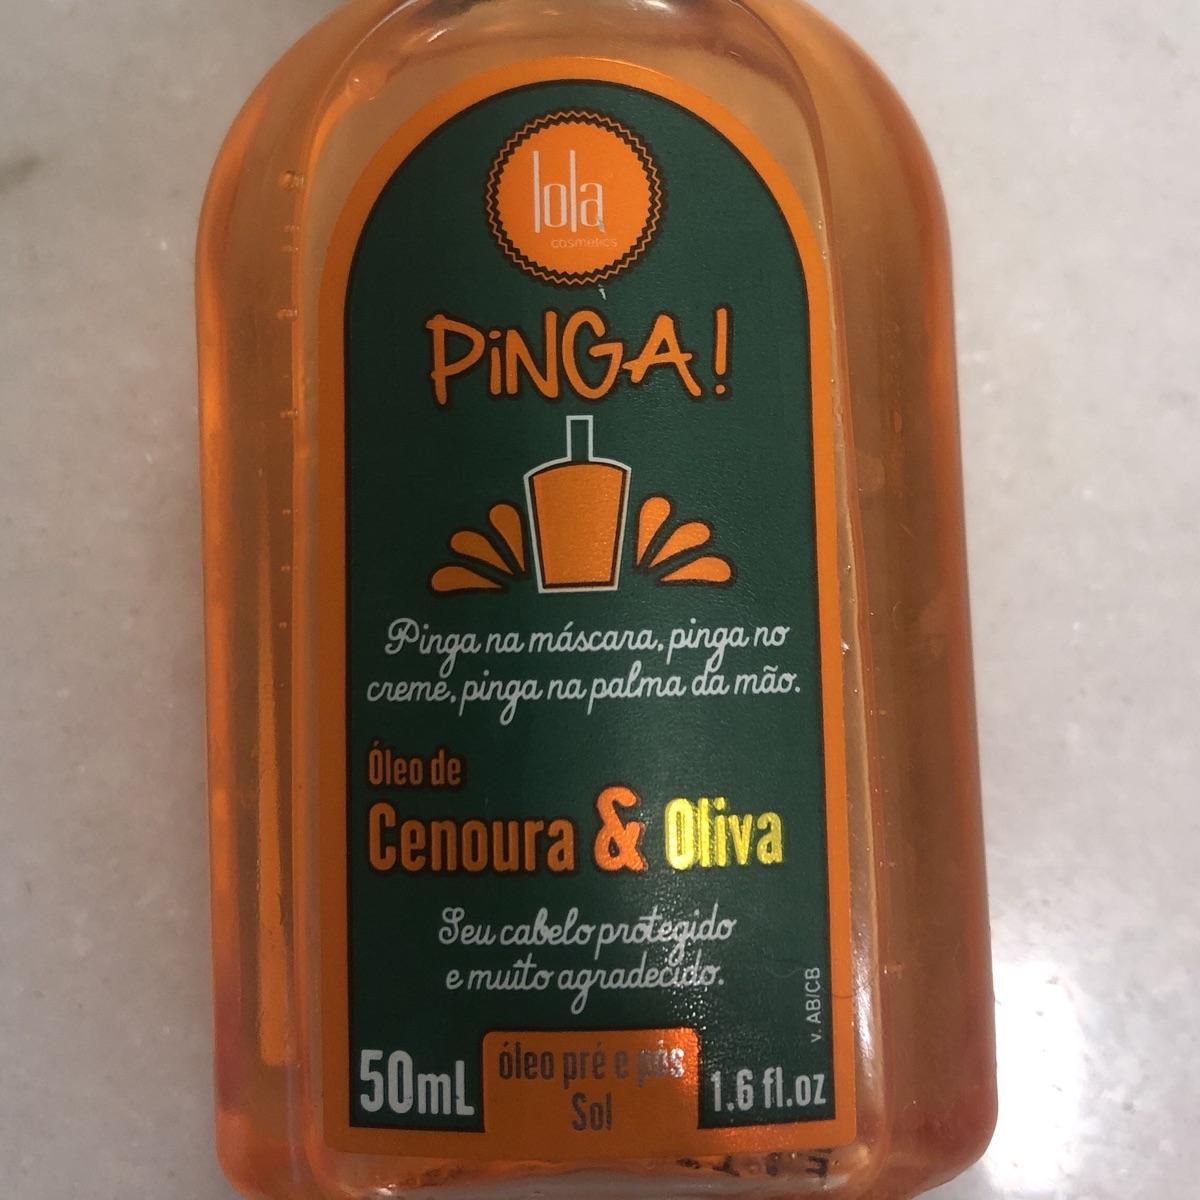 lola
cosmetics
PiNGA!
Pinga na máscara, pinga no
creme, pinga na palma da mão.
Óleo de
Cenoura & Oliva
Seu cabelo protegido
e muito agradecido.
v. AB/CB
50mL
óleo pré e pós
Sol
1.6 fl.oz